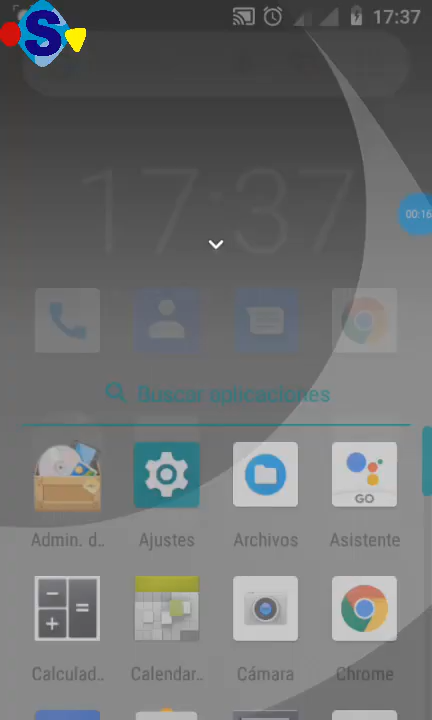 S
17:37
17:37
00:16
Buscar aplicaciones
Admin. d..
Ajustes
Archivos
GO
Asistente
Calculad..
Calendar..
Cámara
Chrome